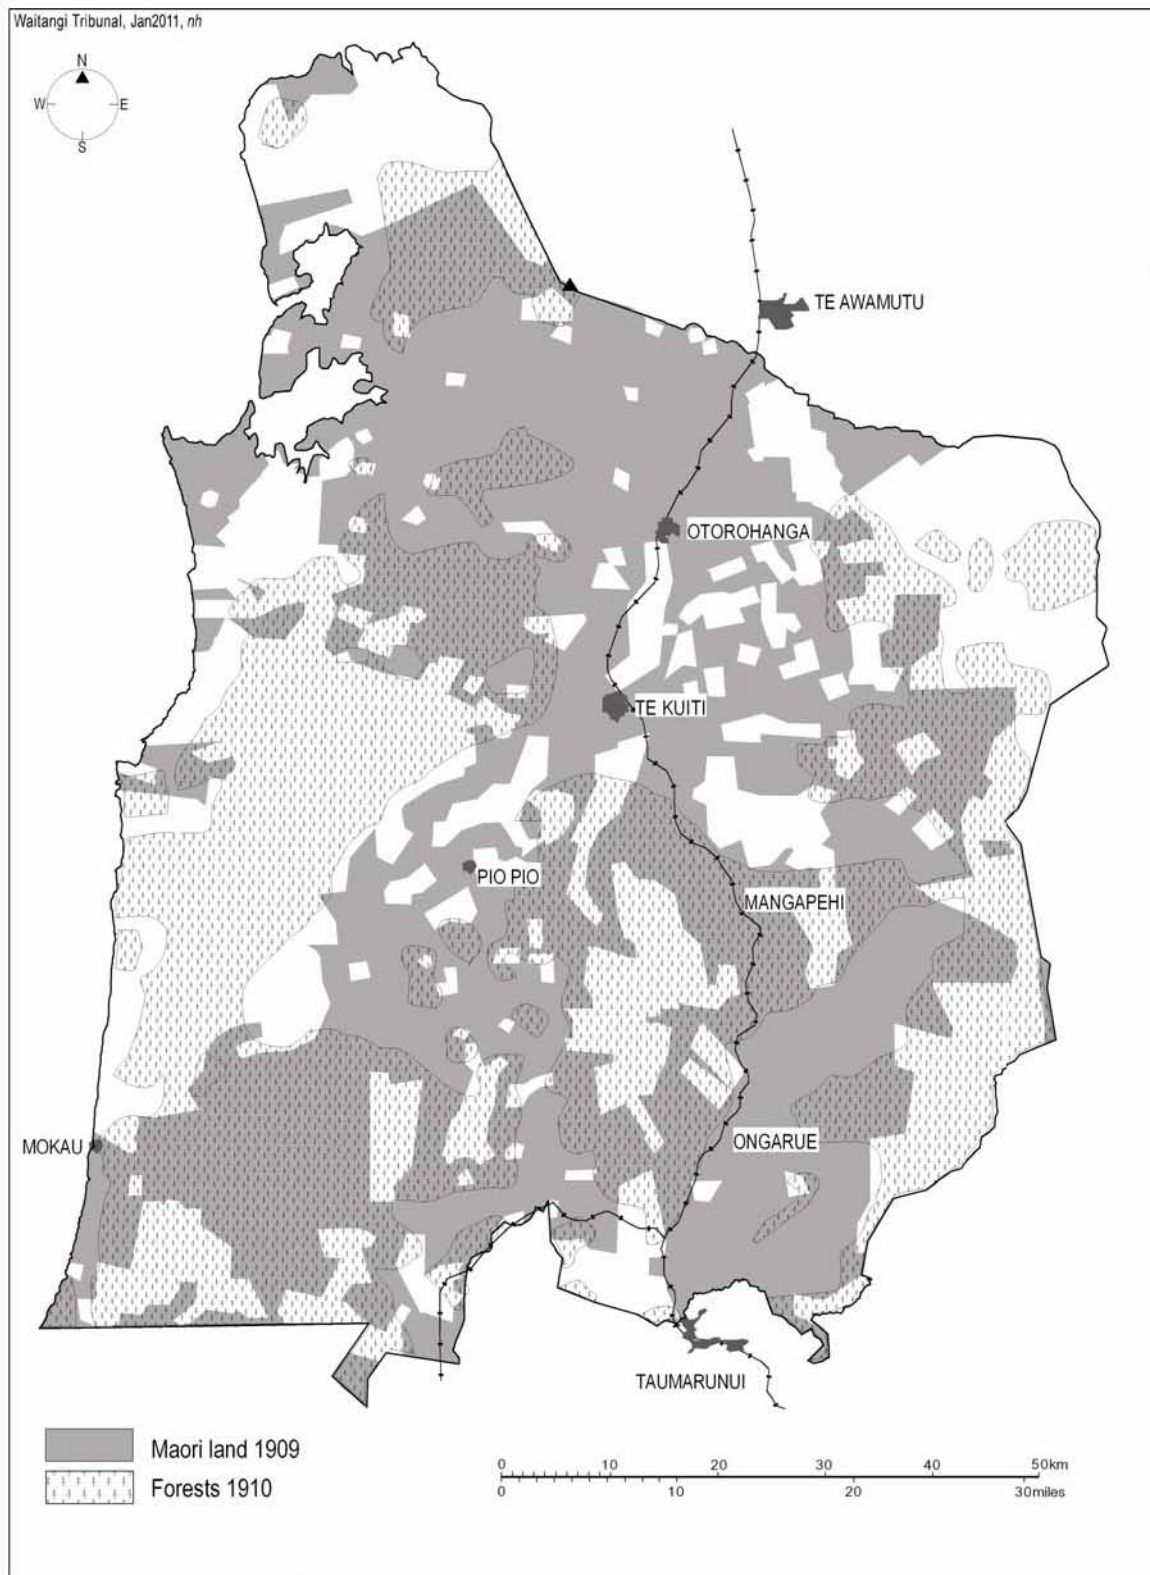 Waitangi Tribunal, Jan2011, nh
N
W E
S
TE AWAMUTU
OTOROHANGA
TE KUITI
PIO PIO
MANGAPEHI
ONGARUE
MOKAU
TAUMARUNUI
Maori land 1909
Forests 1910
0 10 20 30 40 50km
0 10 20 30miles